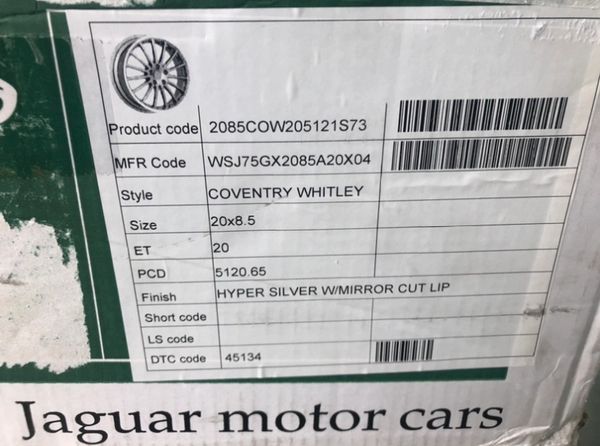 Product code 2085COW205121S73
MFR Code WSJ75GX2085A20X04
Style COVENTRY WHITLEY
Size 20x8.5
ET 20
PCD 5120.65
Finish HYPER SILVER W/MIRROR CUT LIP
Short code
LS code
DTC code 45134
Jaguar motor cars